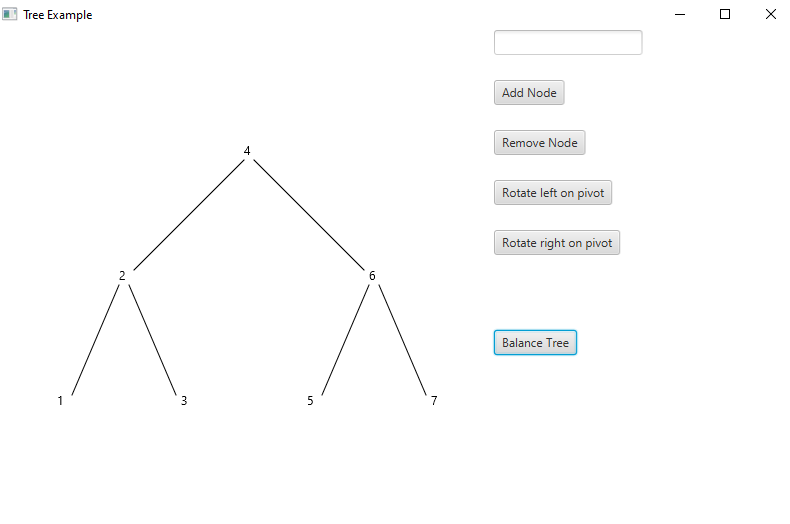 Tree Example
Add Node
4
Remove Node
Rotate left on pivot
Rotate right on pivot
2 6
Balance Tree
1 3 5 7